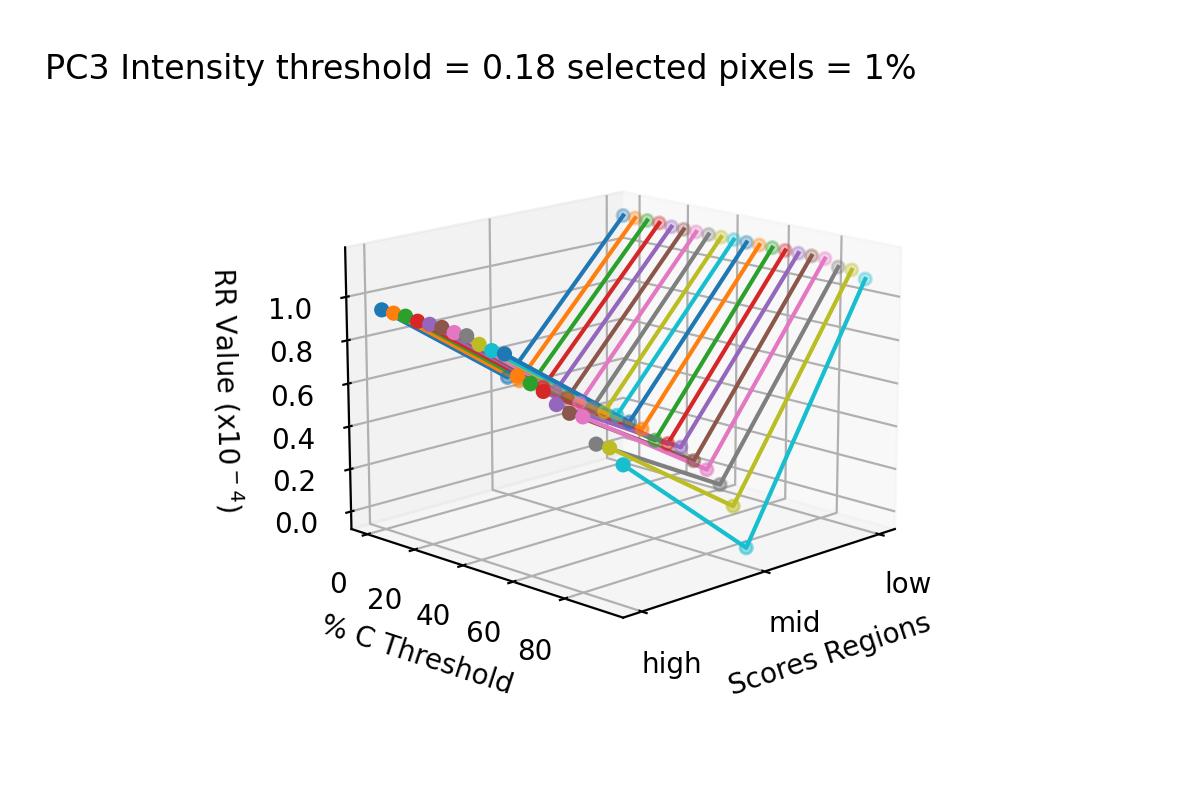 PC3 Intensity threshold = 0.18 selected pixels = 1%
RR Value (x10⁻⁴)
1.0
0.8
0.6
0.4
0.2
0.0
0
20
40
60
80
% C Threshold
high
mid
low
Scores Regions